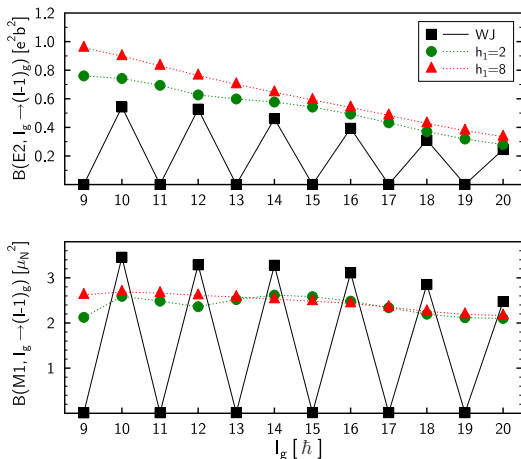 B(E2, I_g →(I-1)_g) [e²b²]
1.2
1.0
0.8
0.6
0.4
0.2
WJ
h₁=2
h₁=8
9 10 11 12 13 14 15 16 17 18 19 20
B(M1, I_g →(I-1)_g) [μ_N²]
3
2
1
9 10 11 12 13 14 15 16 17 18 19 20
I_g [ℏ]